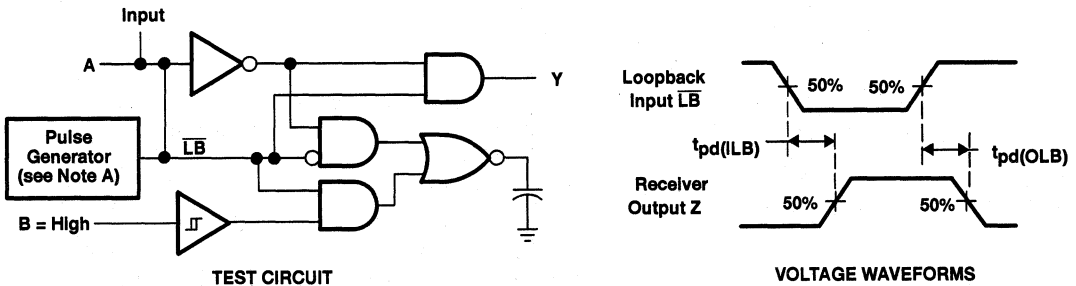 Input
A
Y
Pulse
Generator
(see Note A)
LB
B = High
TEST CIRCUIT
Loopback
Input LB
50%
50%
tpd(ILB)
tpd(OLB)
Receiver
Output Z
50%
50%
VOLTAGE WAVEFORMS